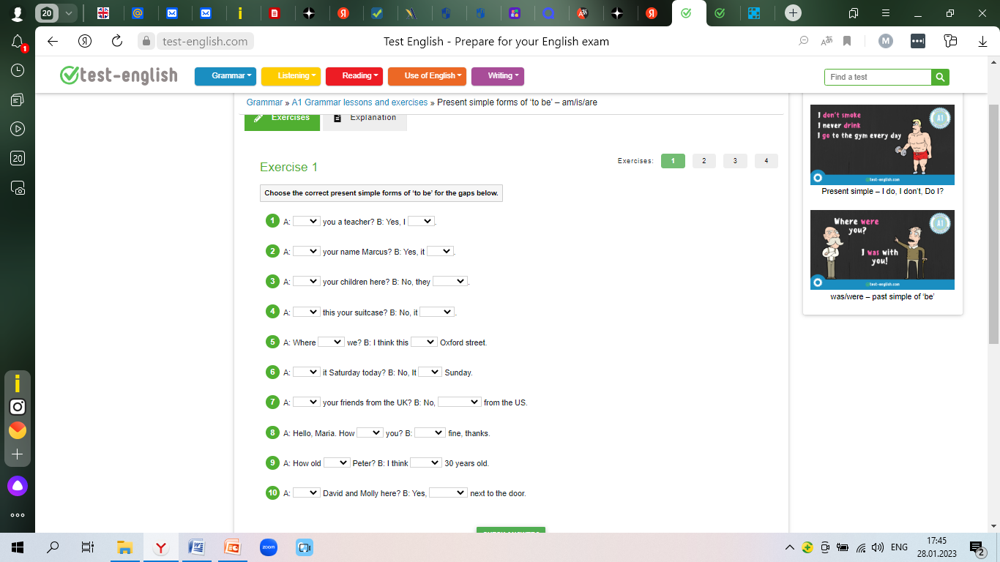 20
test-english.com
Test English - Prepare for your English exam
M
1
test-english
Grammar
Listening
Reading
Use of English
Writing
Find a test
Grammar » A1 Grammar lessons and exercises » Present simple forms of ‘to be’ – am/is/are
Exercises
Explanation
Exercise 1
Exercises: 1 2 3 4
Choose the correct present simple forms of ‘to be’ for the gaps below.
1 A: you a teacher? B: Yes, I .
2 A: your name Marcus? B: Yes, it .
3 A: your children here? B: No, they .
4 A: this your suitcase? B: No, it .
5 A: Where we? B: I think this Oxford street.
6 A: it Saturday today? B: No, It Sunday.
7 A: your friends from the UK? B: No, from the US.
8 A: Hello, Maria. How you? B: fine, thanks.
9 A: How old Peter? B: I think 30 years old.
10 A: David and Molly here? B: Yes, next to the door.
I don't smoke
I never drink
I go to the gym every day
A1
test-english.com
Present simple – I do, I don’t, Do I?
Where were
you?
I was with
you!
A1
test-english.com
was/were – past simple of ‘be’
20
zoom
ENG
17:45
28.01.2023
2